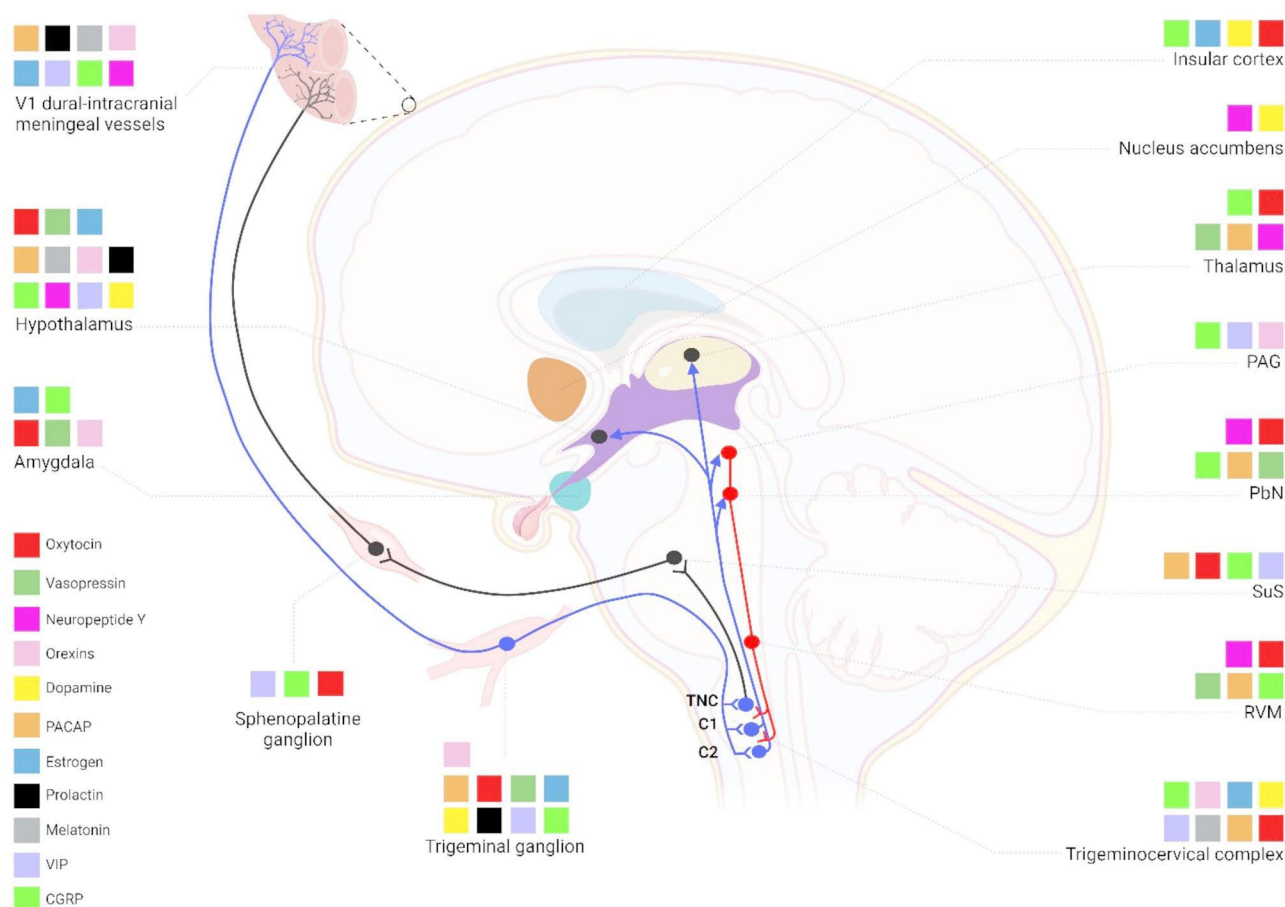 V1 dural-intracranial
meningeal vessels
Hypothalamus
Amygdala
Oxytocin
Vasopressin
Neuropeptide Y
Orexins
Dopamine
PACAP
Estrogen
Prolactin
Melatonin
VIP
CGRP
Sphenopalatine
ganglion
Trigeminal ganglion
TNC
C1
C2
Insular cortex
Nucleus accumbens
Thalamus
PAG
PbN
SuS
RVM
Trigeminocervical complex